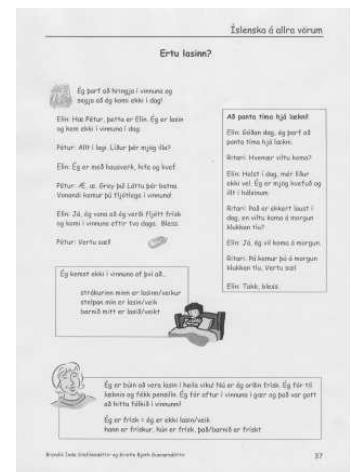 Íslenska á allra vörum
Ertu lasinn?
Ég þarf að hringja í vinnuna og
segja að ég komi ekki í dag!
Elín: Hæ Pétur, þetta er Elín. Ég er lasin
og kem ekki í vinnu í dag.
Pétur: Allt í lagi. Líður þér mjög illa?
Elín: Ég er með hausverk, hita og kvef.
Pétur: Æ, æ. Grey þú! Láttu þér batna.
Vonandi kemur þú fljótlega í vinnuna!
Elín: Já, ég vona að ég verði fljótt frísk
og komi í vinnuna eftir tvo daga. Bless.
Pétur: Vertu sæl!
Að panta tíma hjá lækni!
Elín: Góðan dag, ég þarf að
panta tíma hjá lækni.
Ritari: Hvenær viltu koma?
Elín: Helst í dag, mér líður
ekki vel. Ég er mjög kvefuð og
illt í hálsinum.
Ritari: Það er ekkert laust í
dag, en viltu koma á morgun
klukkan tíu?
Elín: Já, ég vil koma á morgun.
Ritari: Þú kemur þá á morgun
klukkan tíu. Vertu sæl!
Elín: Takk, bless.
Ég kemst ekki í vinnuna af því að...
strákurinn minn er lasinn/veikur
stelpan mín er lasin/veik
barnið mitt er lasið/veikt
Ég er búin að vera lasin í heila viku! Nú er ég orðin frísk. Ég fór til
læknis og fékk pensilín. Ég fór aftur í vinnuna í gær og það var gott
að hitta fólkið í vinnunni!
Ég er frísk = ég er ekki lasin/veik
hann er frískur, hún er frísk, það/barnið er frískt
37